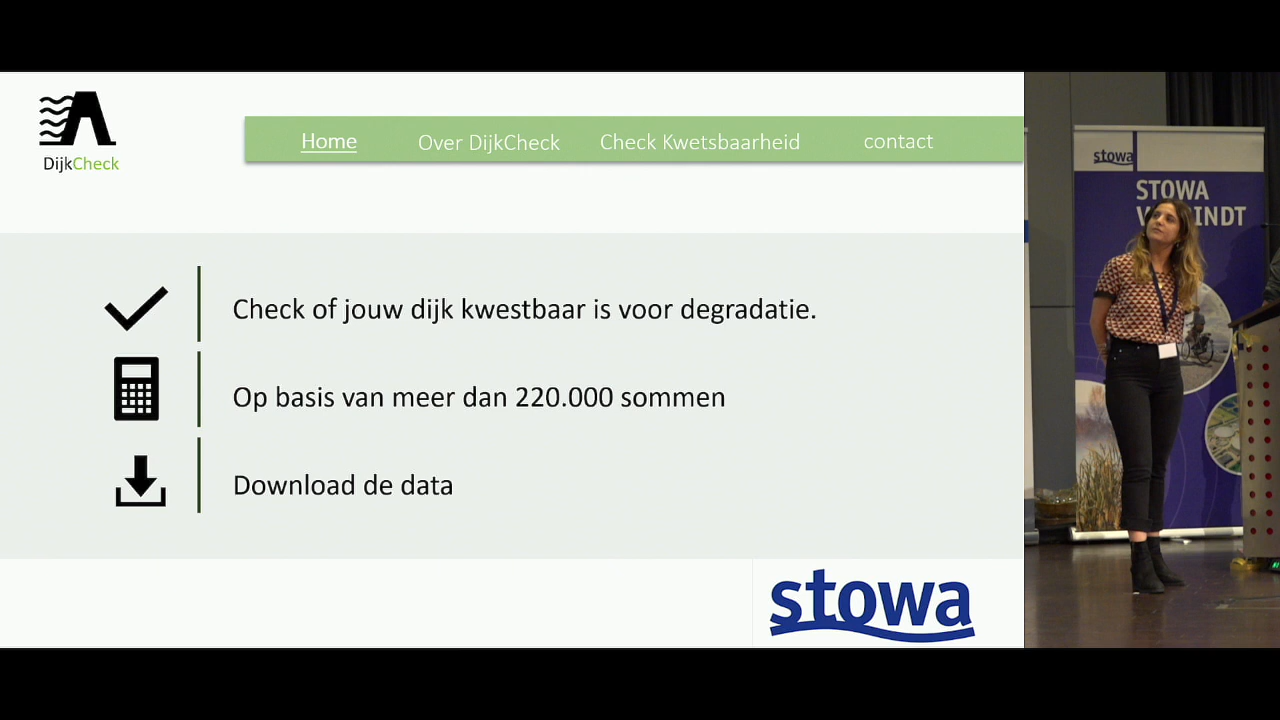 DijkCheck
Home
Over DijkCheck
Check Kwetsbaarheid
contact
Check of jouw dijk kwestbaar is voor degradatie.
Op basis van meer dan 220.000 sommen
Download de data
stowa
stowa
STOWA